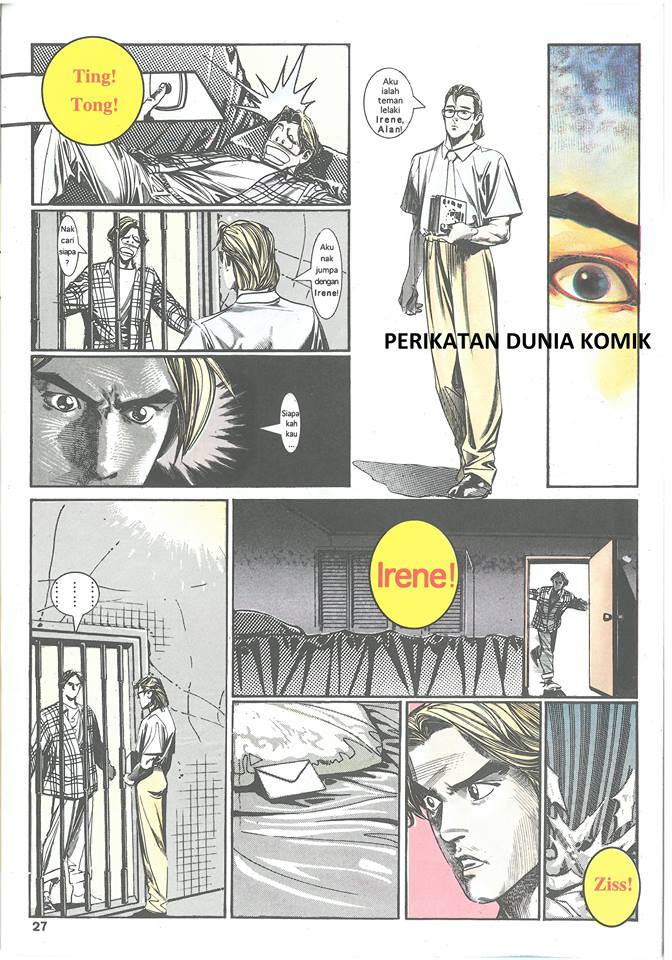 Ting!
Tong!
Nak
cari
siapa
?
Aku
nak
jumpa
dengan
Irene!
Siapa
kah
kau
...
Aku
ialah
teman
lelaki
Irene,
Alan!
PERIKATAN DUNIA KOMIK
Irene!
Ziss!
27